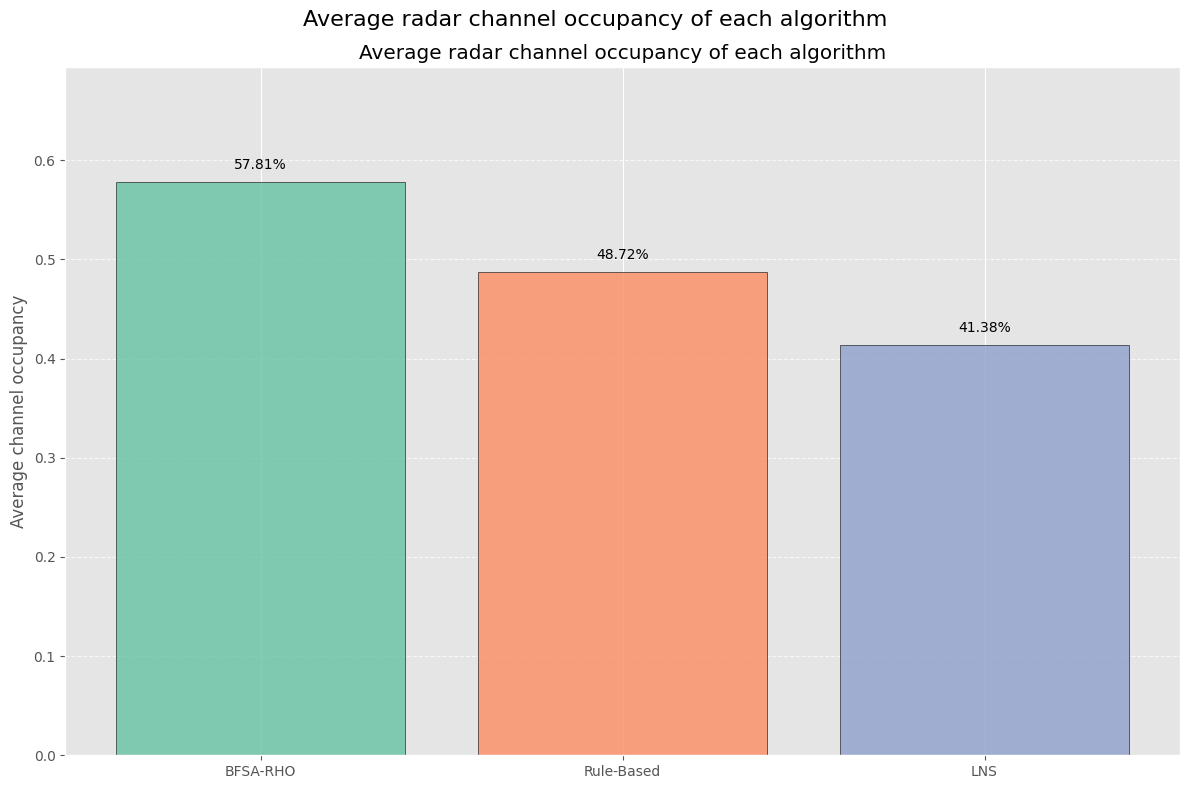 Average radar channel occupancy of each algorithm
Average radar channel occupancy of each algorithm
Average channel occupancy
0.6
0.5
0.4
0.3
0.2
0.1
0.0
57.81%
48.72%
41.38%
BFSA-RHO
Rule-Based
LNS